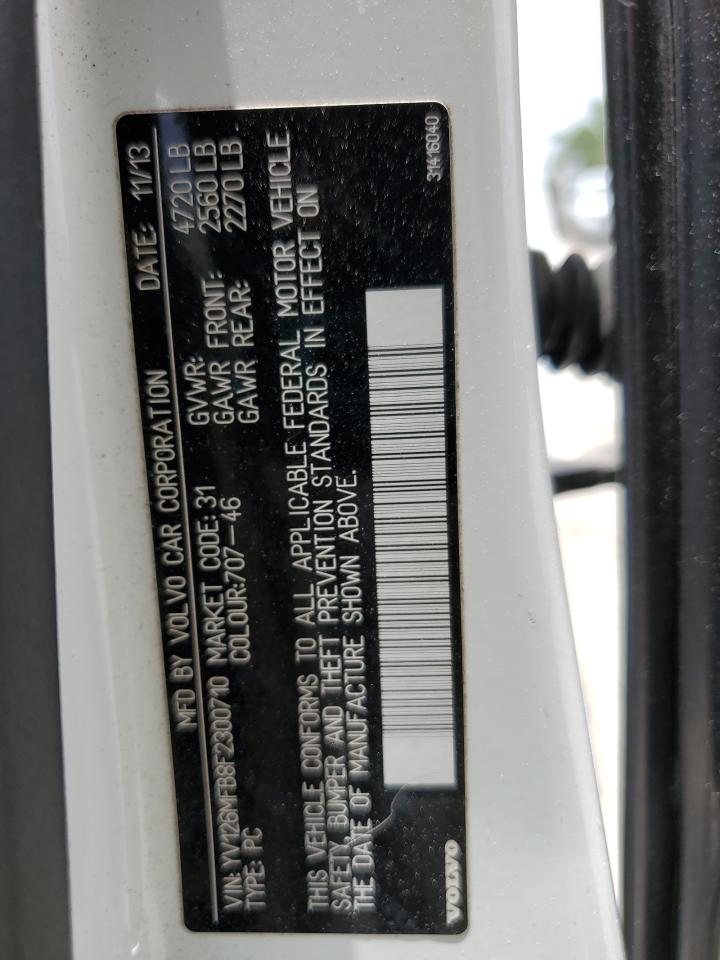 MFD BY VOLVO CAR CORPORATION DATE: 11/13
VIN: YV126MFB8F2300710 MARKET CODE: 31 GVWR: 4720 LB
TYPE: PC COLOUR:707-46 GAWR FRONT: 2560 LB
GAWR REAR: 2270 LB
THIS VEHICLE CONFORMS TO ALL APPLICABLE FEDERAL MOTOR VEHICLE
SAFETY, BUMPER AND THEFT PREVENTION STANDARDS IN EFFECT ON
THE DATE OF MANUFACTURE SHOWN ABOVE.
VOLVO 31416040